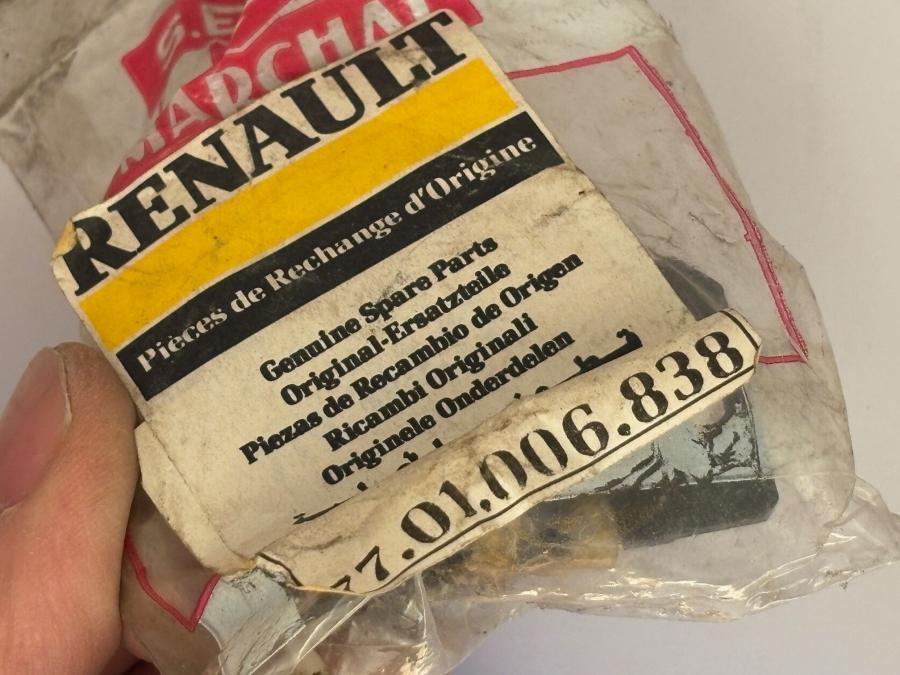 S.E
MARCHAL
RENAULT
Pièces de Rechange d'Origine
Genuine Spare Parts
Original-Ersatzteile
Piezas de Recambio de Origen
Ricambi Originali
Originele Onderdelen
77.01.006.838